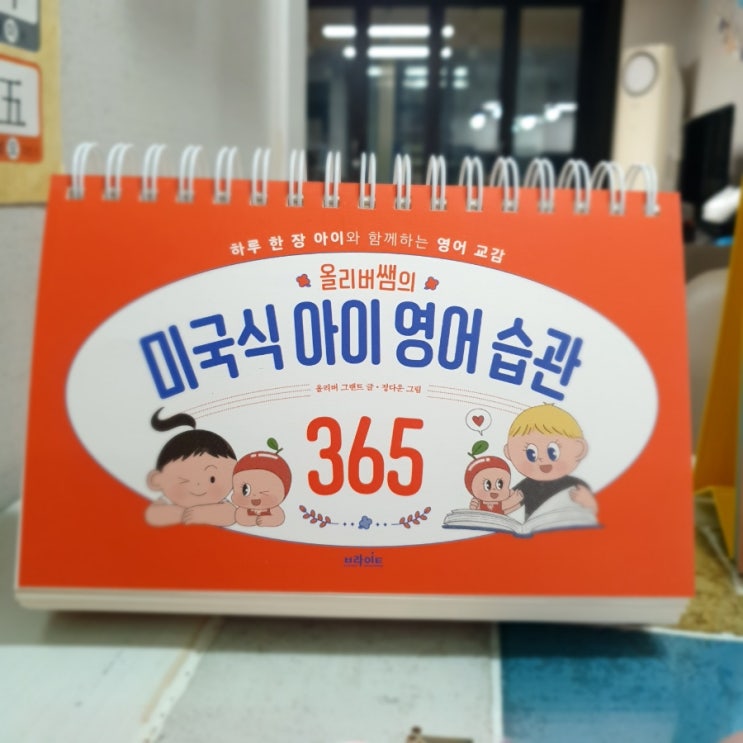 五
하루 한 장 아이와 함께하는 영어 교감
올리버쌤의
미국식 아이 영어 습관
올리버 그랜트 글 · 정다운 그림
365
브라이트